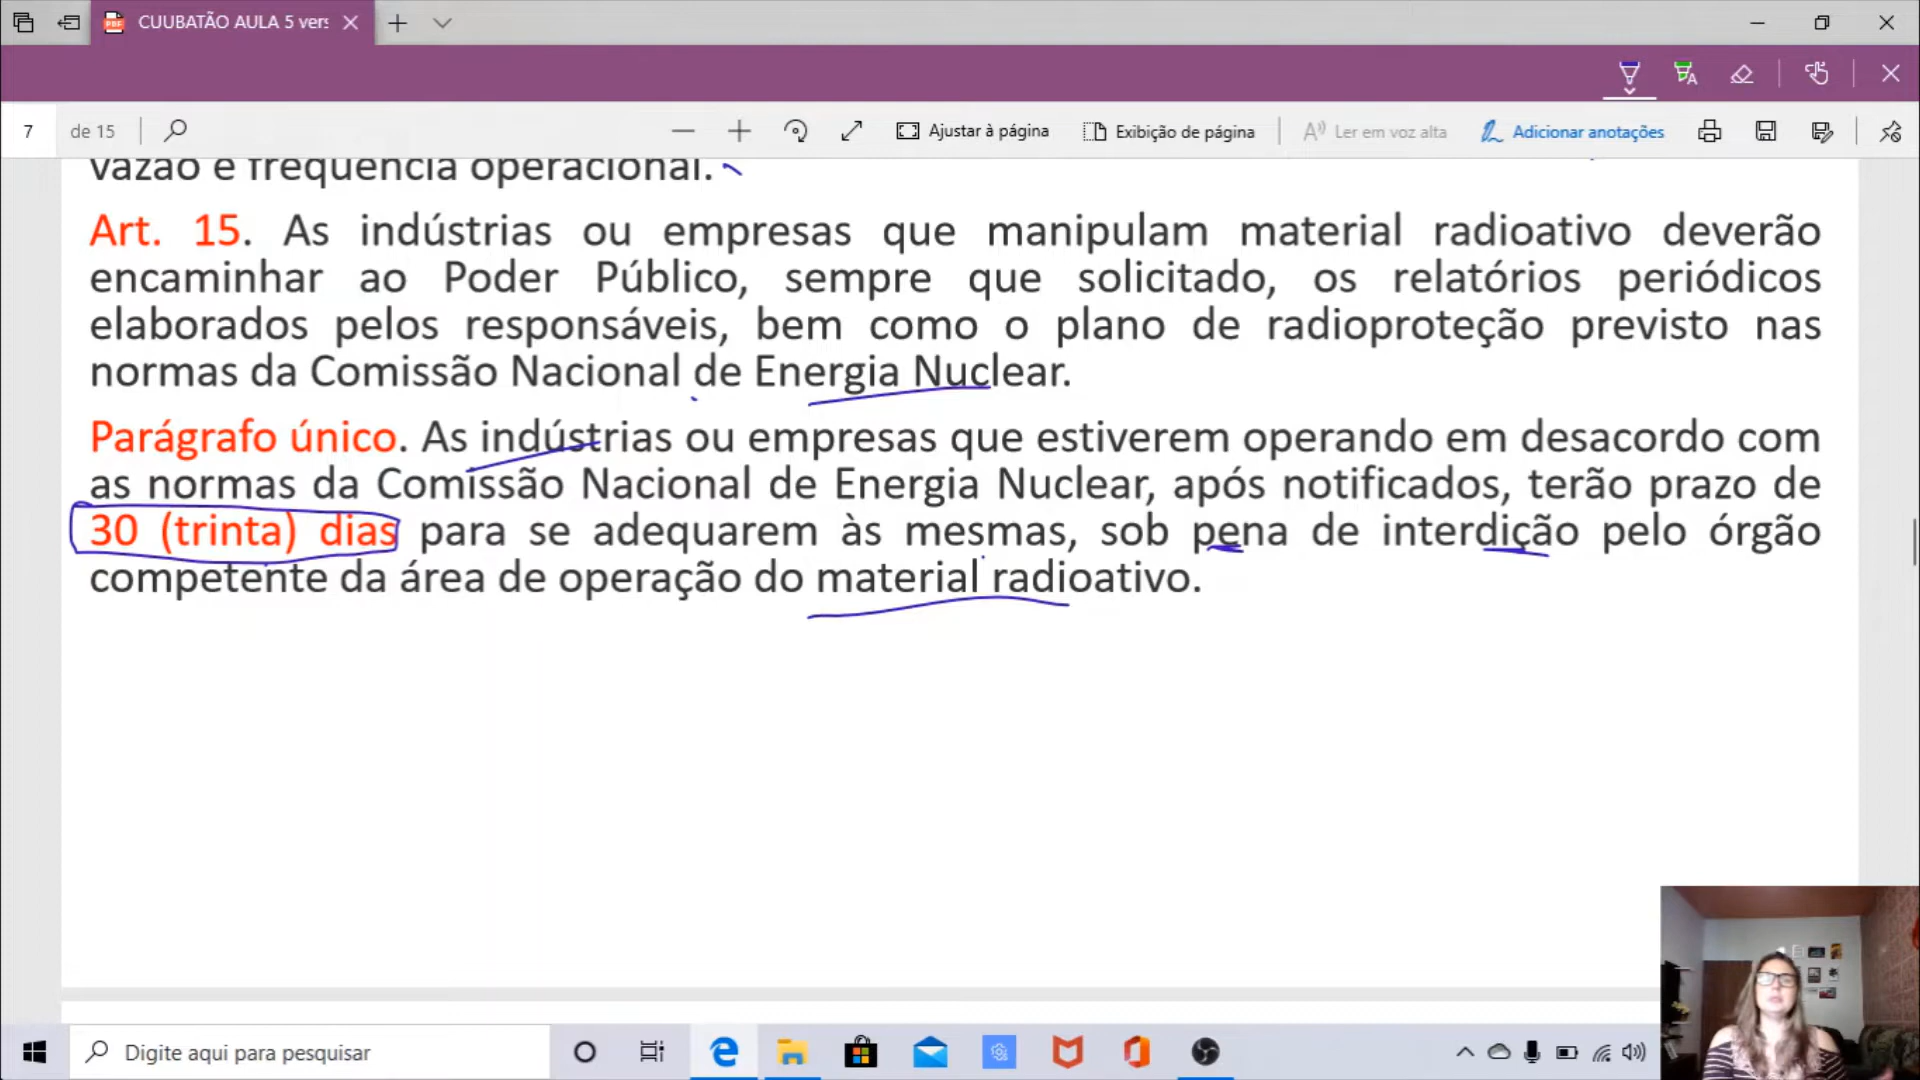 CUUBATÃO AULA 5 vers
7 de 15
Ajustar à página
Exibição de página
Ler em voz alta
Adicionar anotações
vazão e frequência operacional.
Art. 15. As indústrias ou empresas que manipulam material radioativo deverão
encaminhar ao Poder Público, sempre que solicitado, os relatórios periódicos
elaborados pelos responsáveis, bem como o plano de radioproteção previsto nas
normas da Comissão Nacional de Energia Nuclear.
Parágrafo único. As indústrias ou empresas que estiverem operando em desacordo com
as normas da Comissão Nacional de Energia Nuclear, após notificados, terão prazo de
30 (trinta) dias para se adequarem às mesmas, sob pena de interdição pelo órgão
competente da área de operação do material radioativo.
Digite aqui para pesquisar